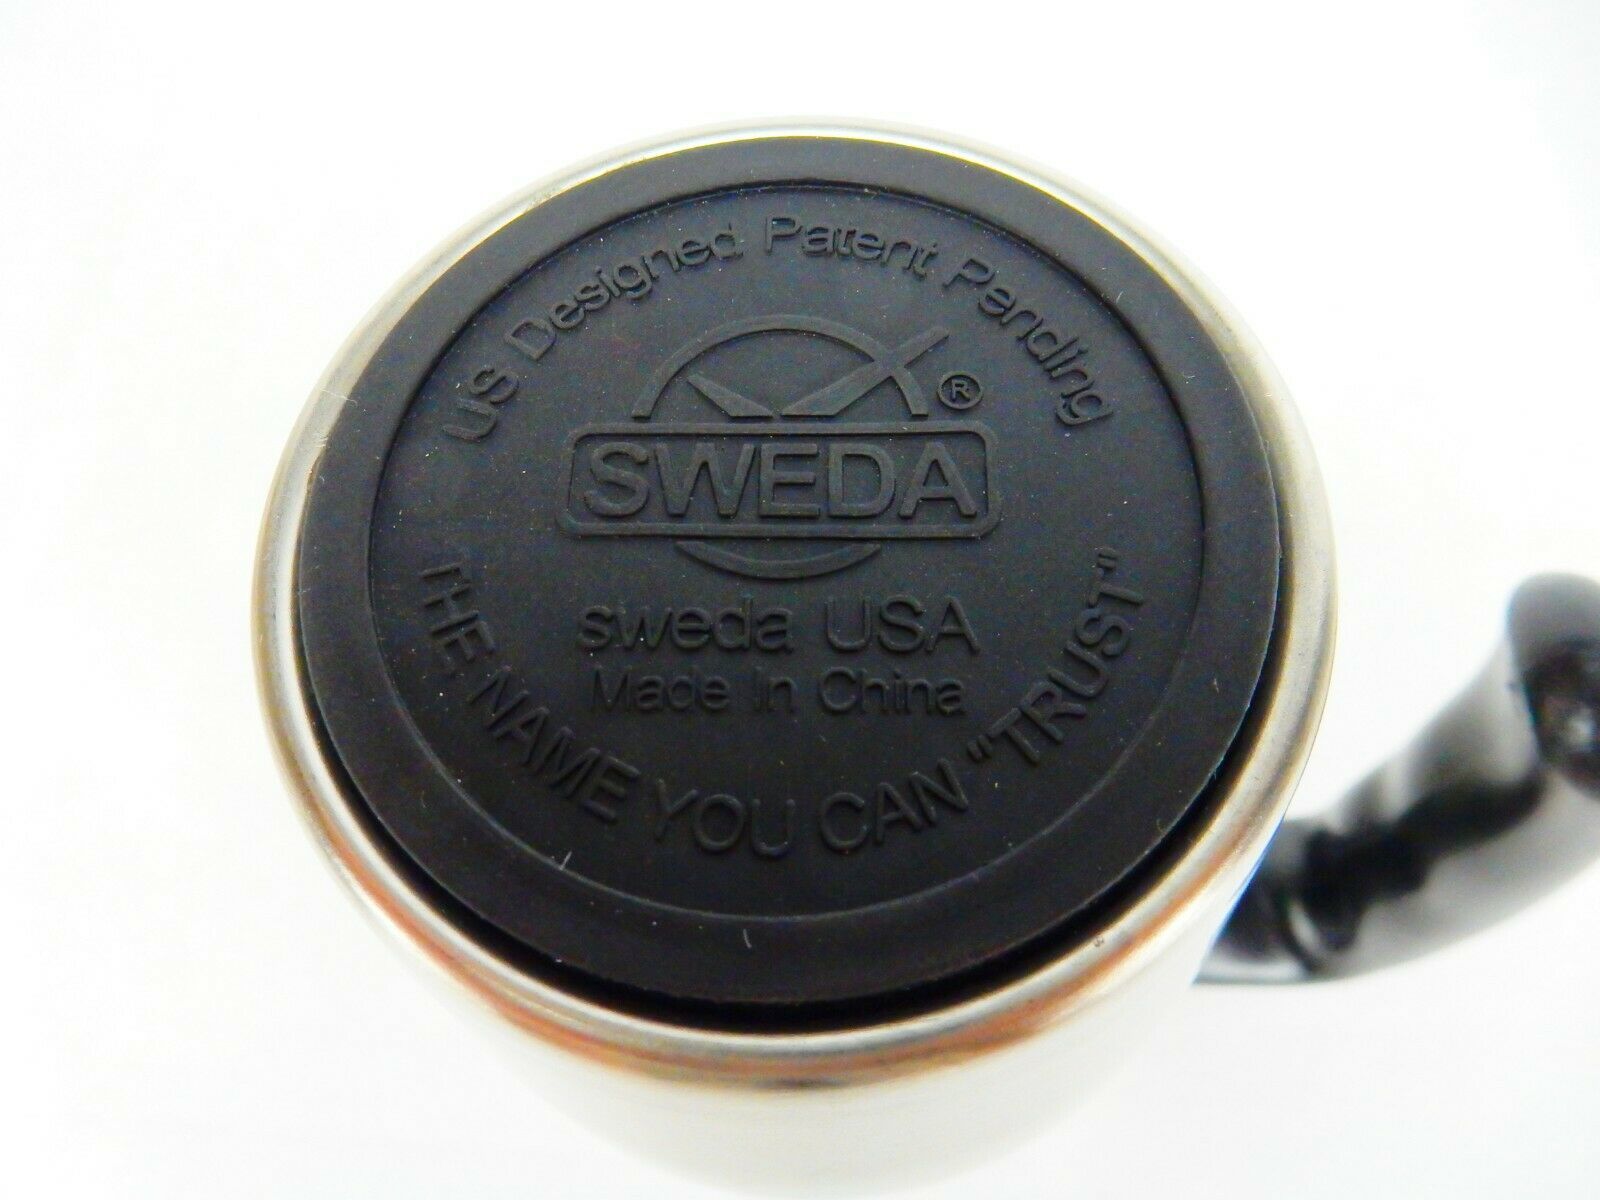 US Designed Patent Pending
®
SWEDA
sweda USA
Made In China
THE NAME YOU CAN "TRUST"